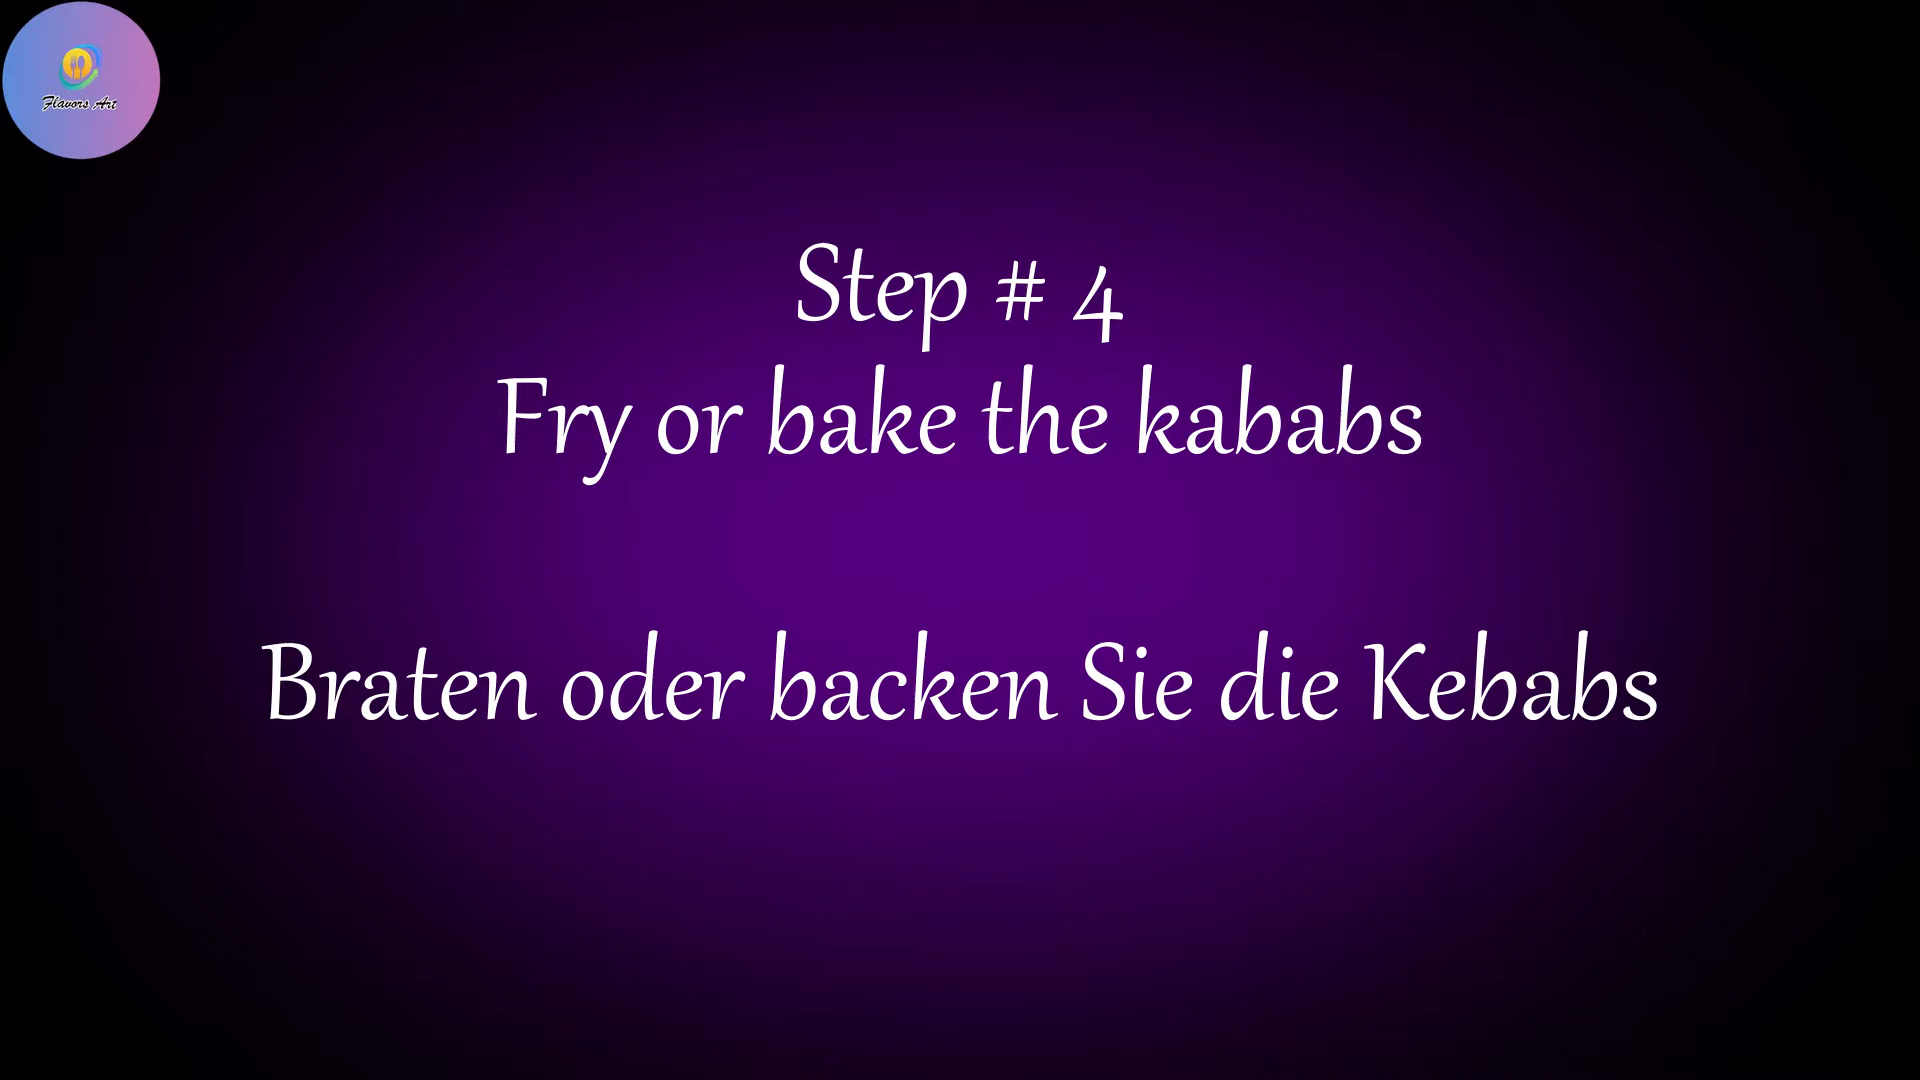 Flavors Art
Step # 4
Fry or bake the kababs
Braten oder backen Sie die Kebabs